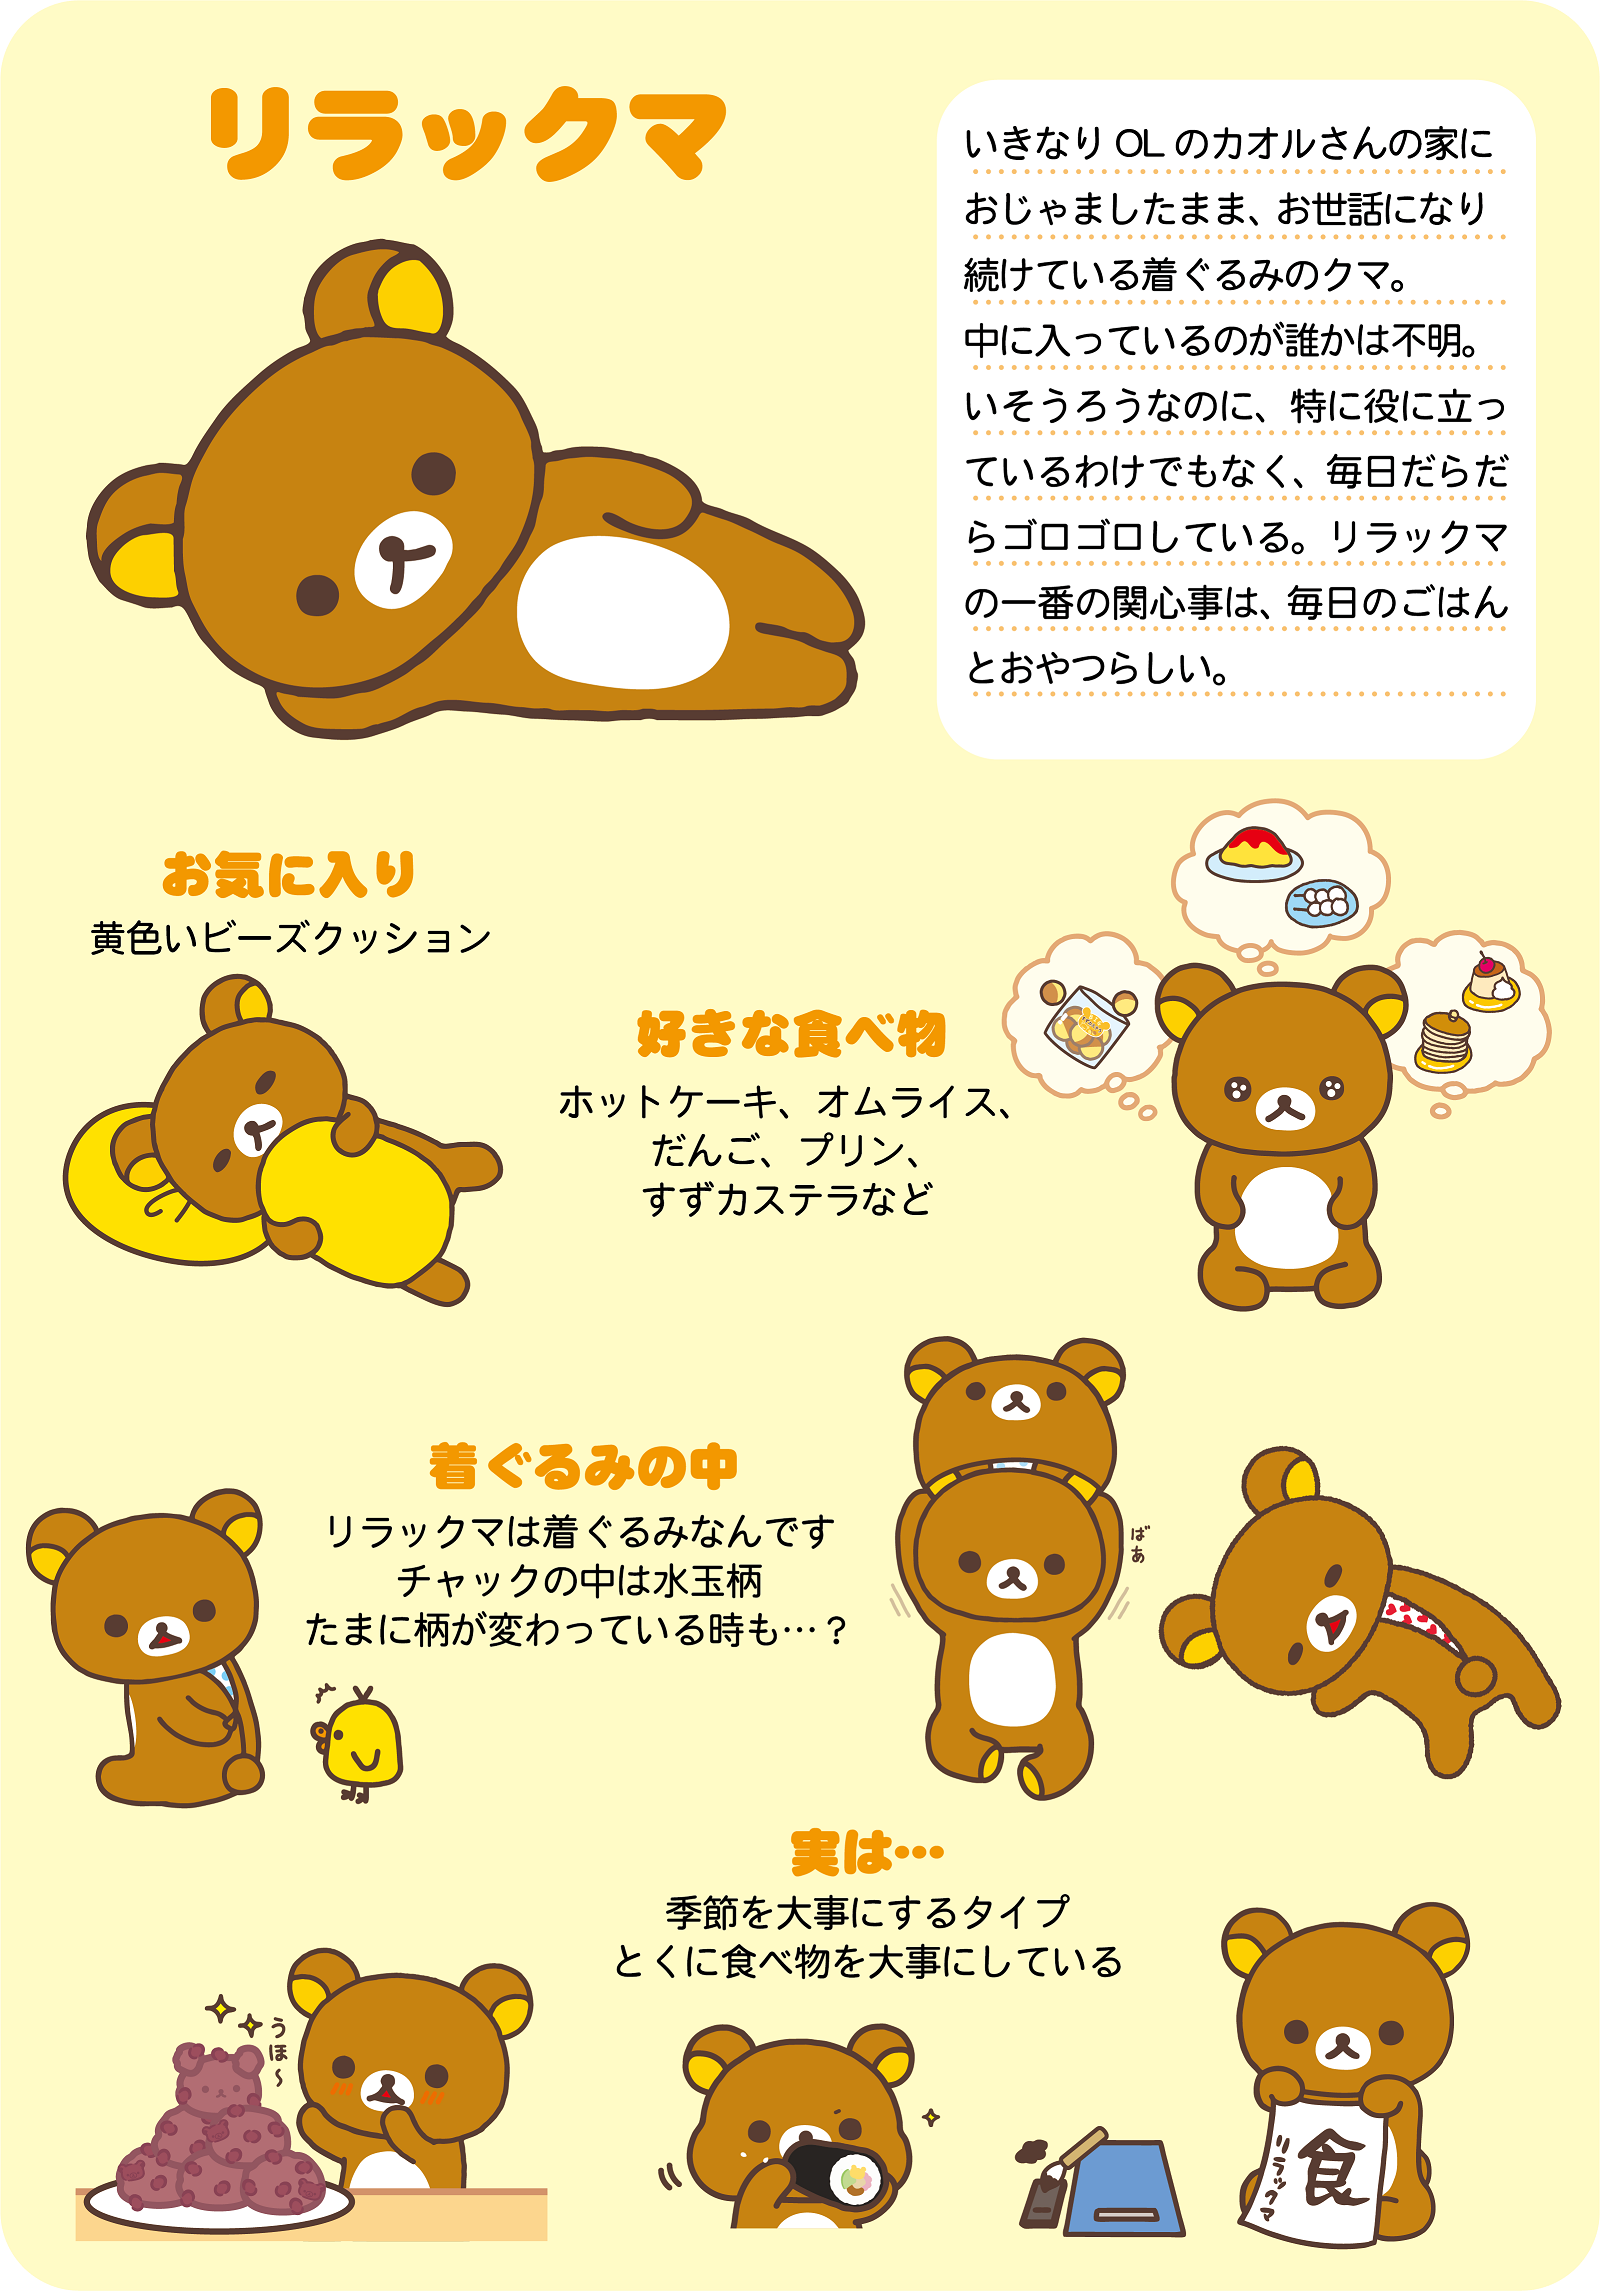 リラックマ
いきなりOLのカオルさんの家に
おじゃましたまま、お世話になり
続けている着ぐるみのクマ。
中に入っているのが誰かは不明。
いそうろうなのに、特に役に立っ
ているわけでもなく、毎日だらだ
らゴロゴロしている。リラックマ
の一番の関心事は、毎日のごはん
とおやつらしい。
お気に入り
黄色いビーズクッション
好きな食べ物
ホットケーキ、オムライス、
だんご、プリン、
すずカステラなど
着ぐるみの中
リラックマは着ぐるみなんです
チャックの中は水玉柄
たまに柄が変わっている時も…？
ばぁ
実は…
季節を大事にするタイプ
とくに食べ物を大事にしている
うほ～
食
リラックマ